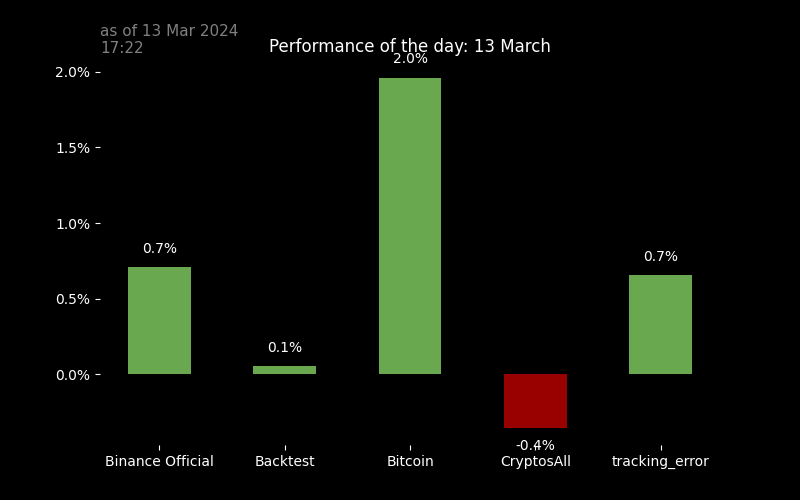 as of 13 Mar 2024
17:22
Performance of the day: 13 March
2.0%
2.0%
1.5%
1.0%
0.7%
0.7%
0.5%
0.1%
0.0%
-0.4%
Binance Official
Backtest
Bitcoin
CryptosAll
tracking_error